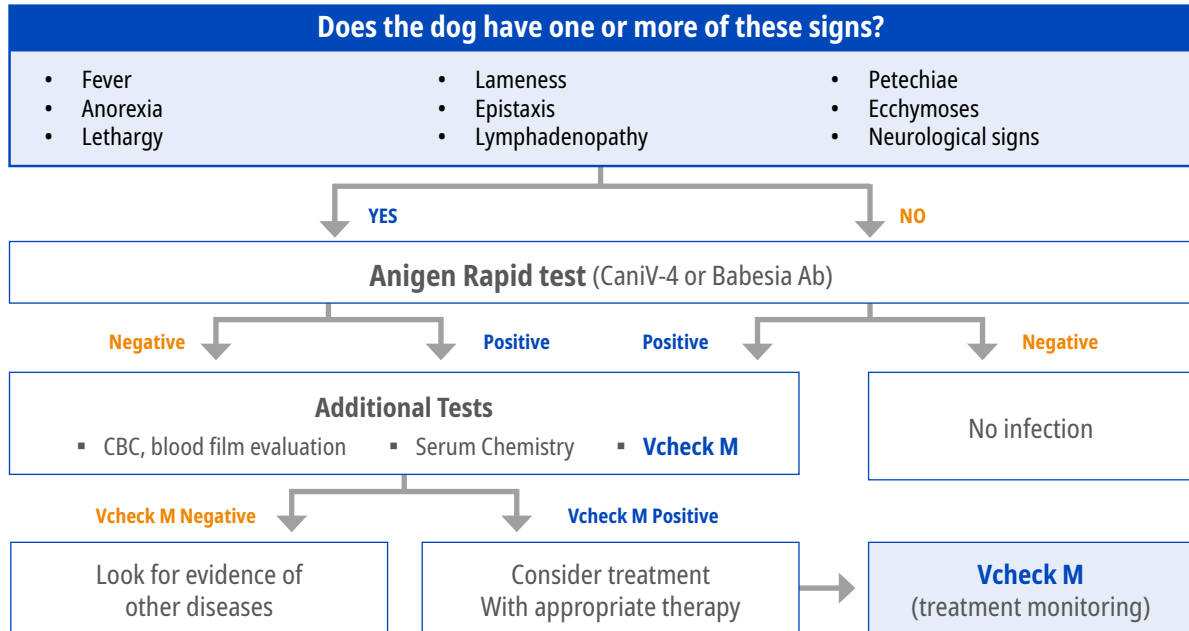 Does the dog have one or more of these signs?
• Fever
• Anorexia
• Lethargy
• Lameness
• Epistaxis
• Lymphadenopathy
• Petechiae
• Ecchymoses
• Neurological signs
YES
NO
Anigen Rapid test (CaniV-4 or Babesia Ab)
Negative
Positive
Positive
Negative
Additional Tests
▪ CBC, blood film evaluation ▪ Serum Chemistry ▪ Vcheck M
No infection
Vcheck M Negative
Vcheck M Positive
Look for evidence of
other diseases
Consider treatment
With appropriate therapy
Vcheck M
(treatment monitoring)